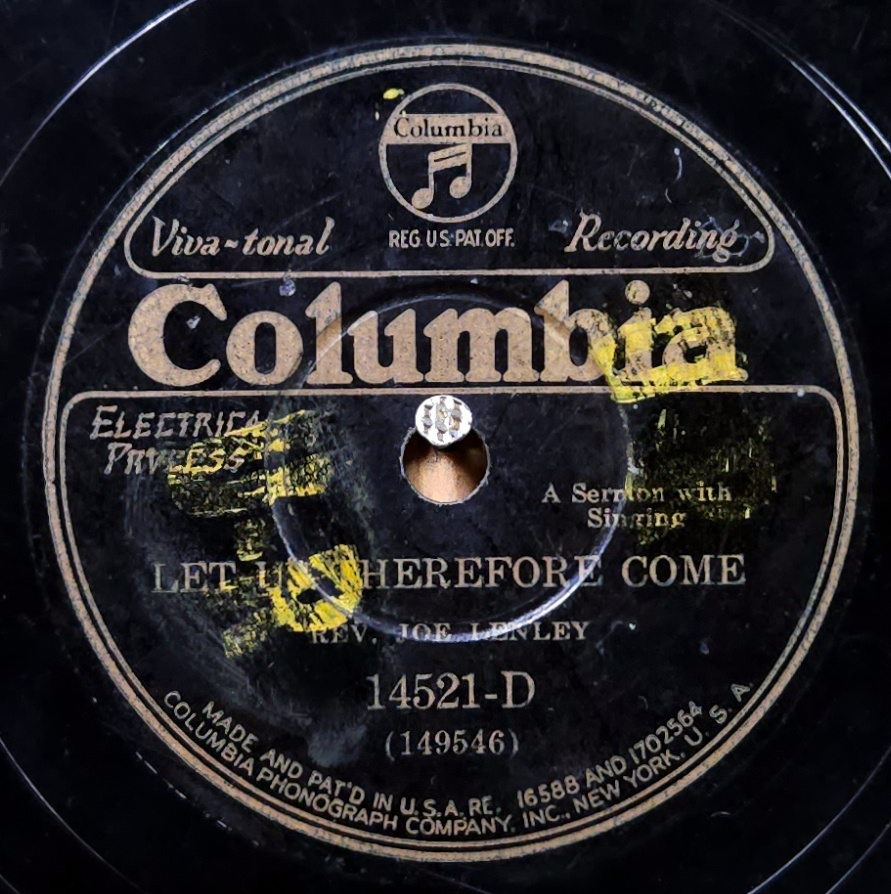 Columbia
REG. U.S. PAT. OFF.
Viva-tonal Recording
Columbia
ELECTRICAL
PROCESS
A Sermon with
Singing
LET US THEREFORE COME
REV. JOE LENLEY
14521-D
(149546)
MADE AND PAT'D IN U.S.A. RE. 16588 AND 1702564
COLUMBIA PHONOGRAPH COMPANY, INC., NEW YORK, U. S. A.